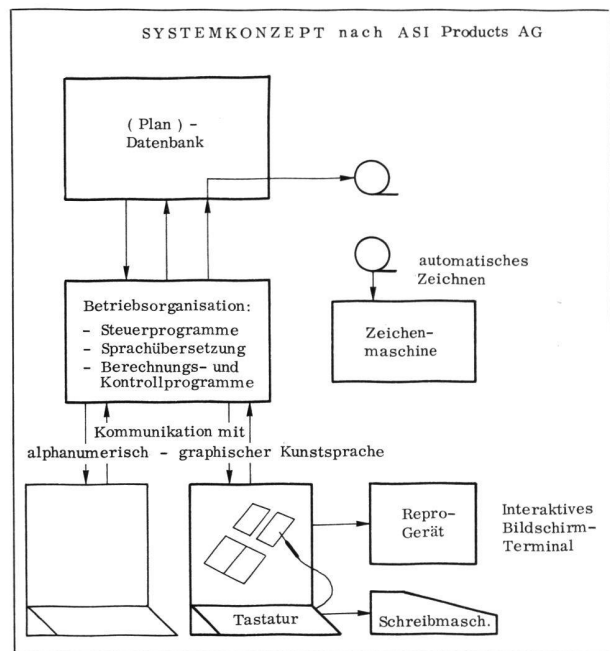 SYSTEMKONZEPT nach ASI Products AG
( Plan ) -
Datenbank
automatisches
Zeichnen
Betriebsorganisation:
- Steuerprogramme
- Sprachübersetzung
- Berechnungs- und
Kontrollprogramme
Zeichen-
maschine
Kommunikation mit
alphanumerisch - graphischer Kunstsprache
Repro-
Gerät
Interaktives
Bildschirm-
Terminal
Tastatur
Schreibmasch.